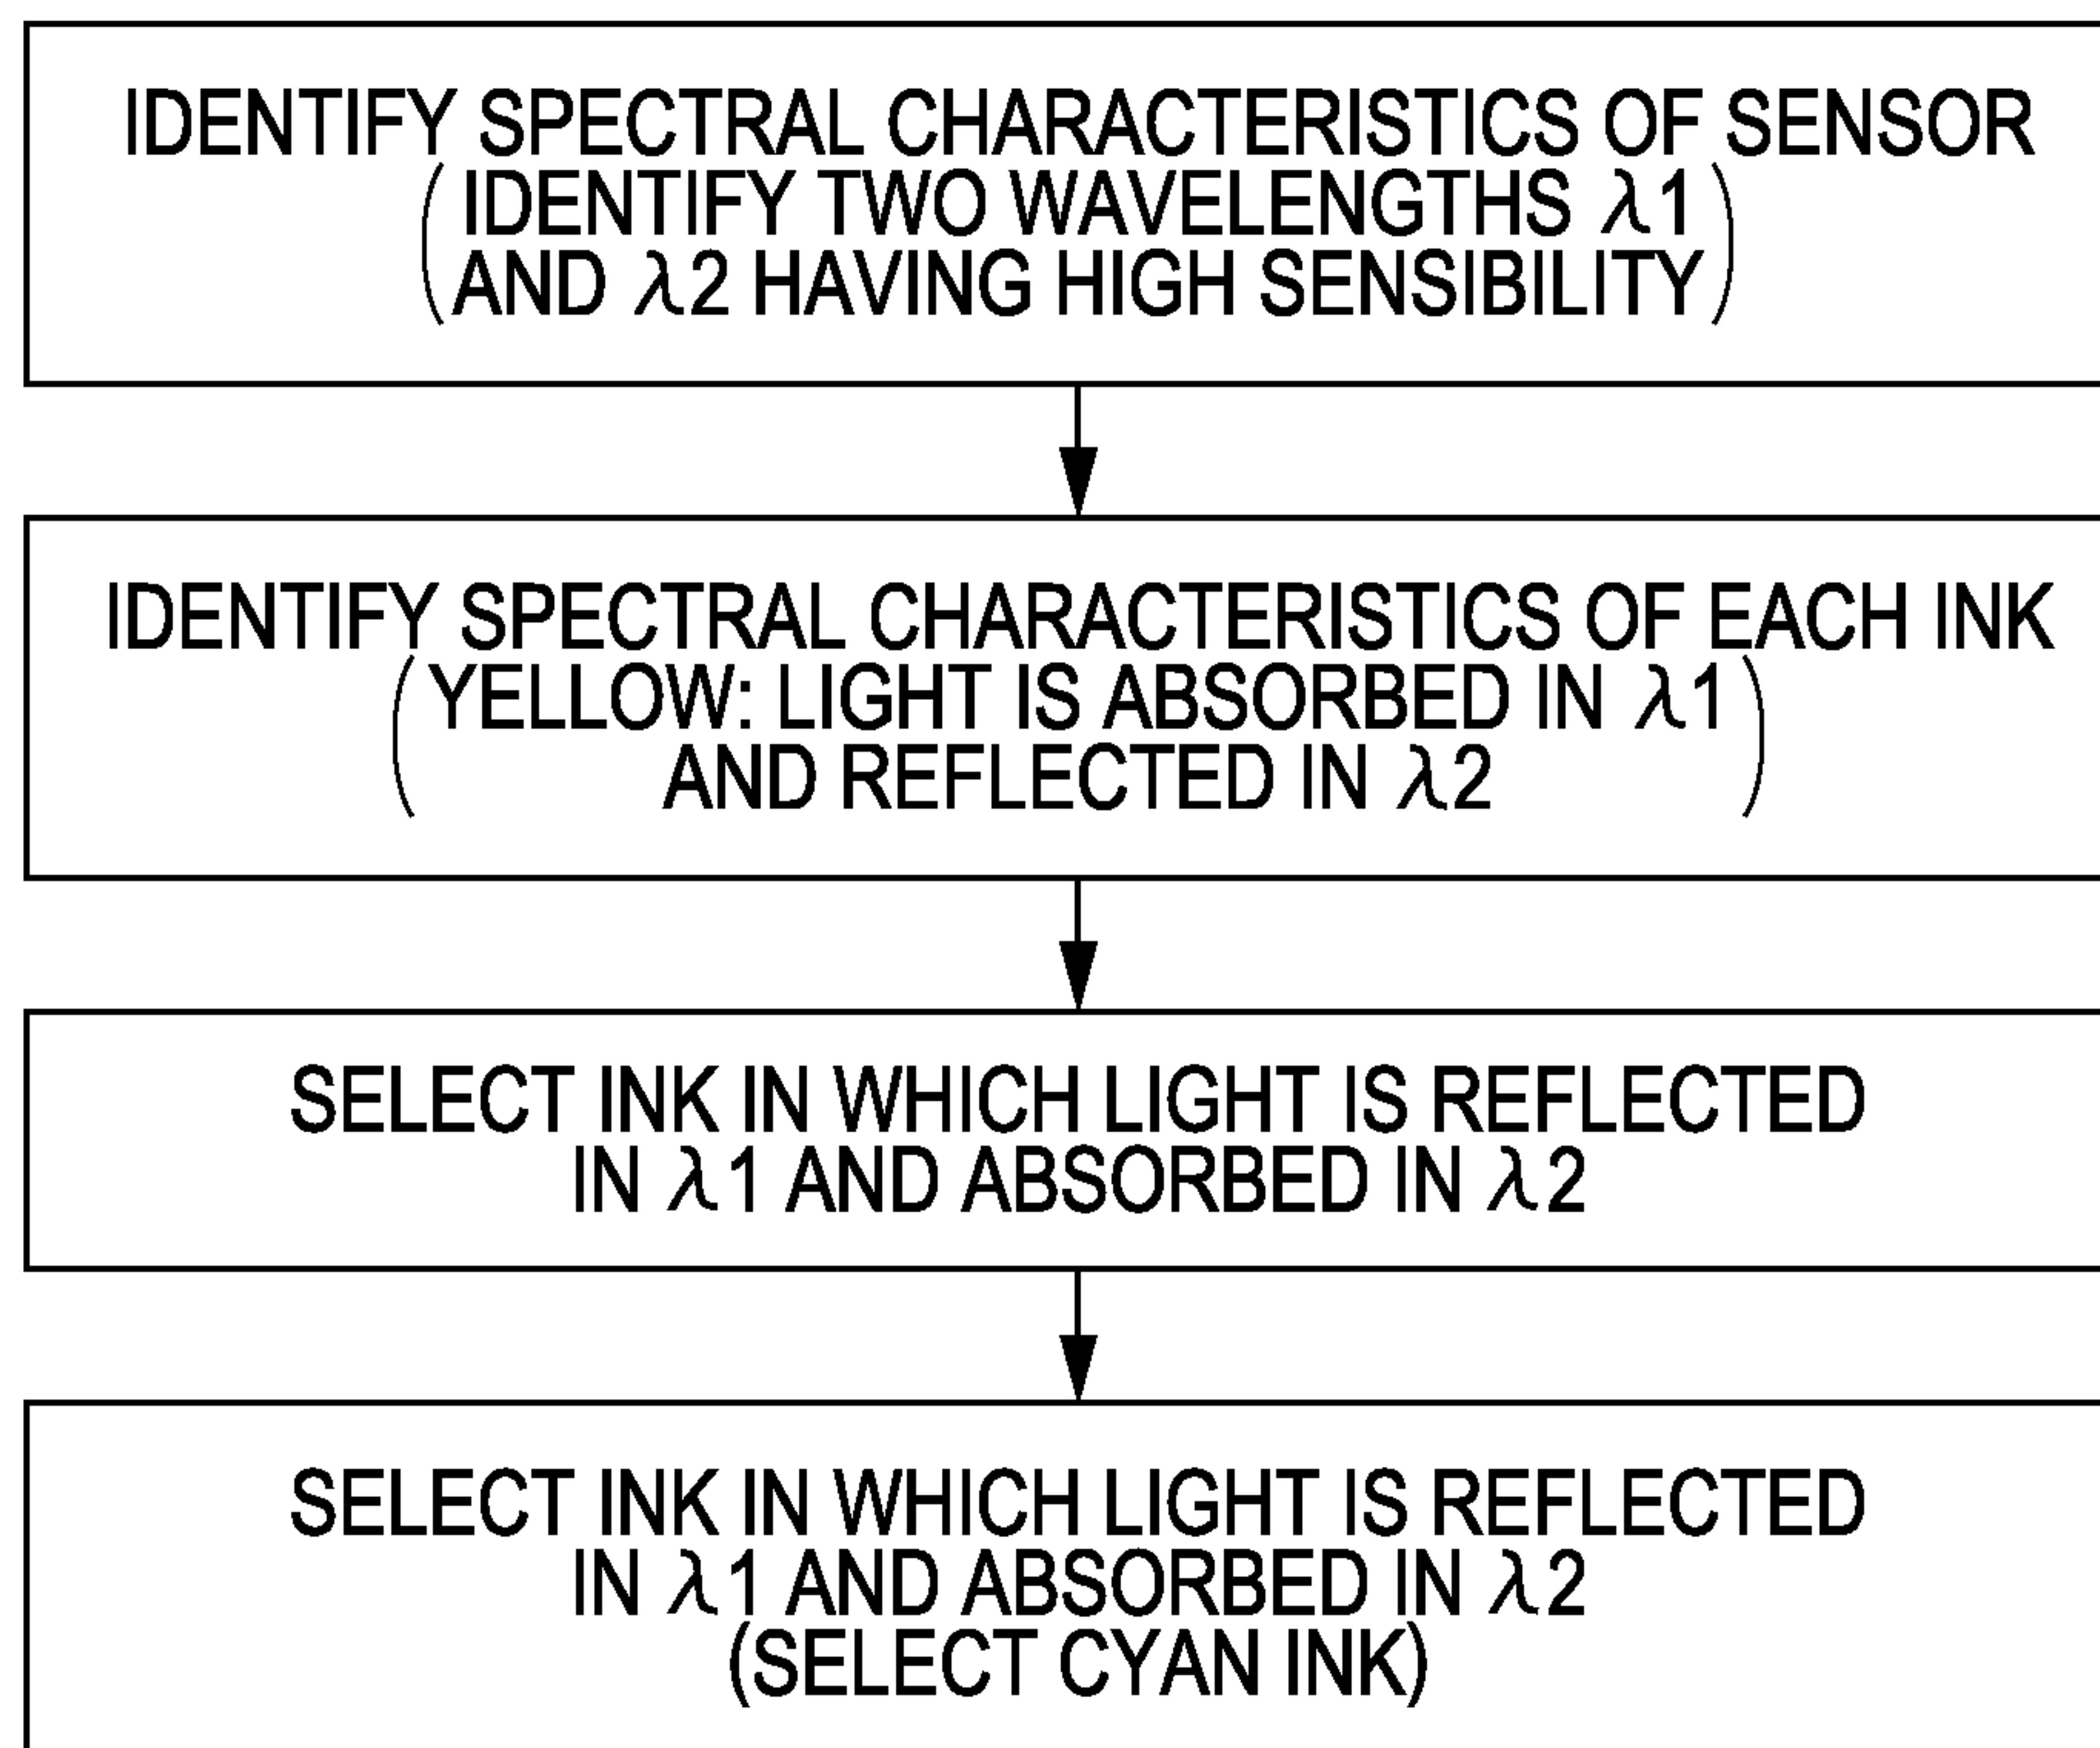 IDENTIFY SPECTRAL CHARACTERISTICS OF SENSOR
(IDENTIFY TWO WAVELENGTHS λ1
AND λ2 HAVING HIGH SENSIBILITY)
IDENTIFY SPECTRAL CHARACTERISTICS OF EACH INK
(YELLOW: LIGHT IS ABSORBED IN λ1
AND REFLECTED IN λ2)
SELECT INK IN WHICH LIGHT IS REFLECTED
IN λ1 AND ABSORBED IN λ2
SELECT INK IN WHICH LIGHT IS REFLECTED
IN λ1 AND ABSORBED IN λ2
(SELECT CYAN INK)